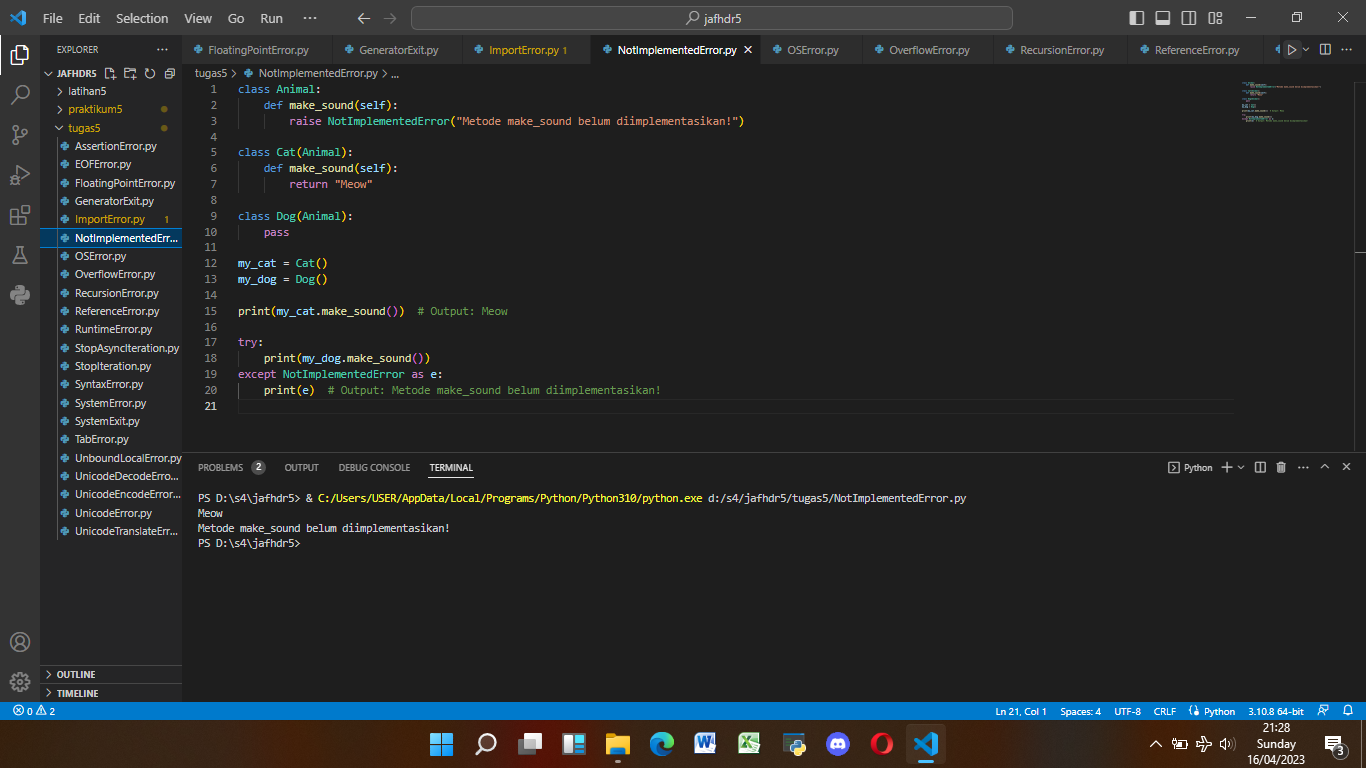 File Edit Selection View Go Run ··· jafhdr5
EXPLORER ···
JAFHDR5
latihan5
praktikum5
tugas5
AssertionError.py
EOFError.py
FloatingPointError.py
GeneratorExit.py
ImportError.py 1
NotImplementedErr...
OSError.py
OverflowError.py
RecursionError.py
ReferenceError.py
RuntimeError.py
StopAsyncIteration.py
StopIteration.py
SyntaxError.py
SystemError.py
SystemExit.py
TabError.py
UnboundLocalError.py
UnicodeDecodeErro...
UnicodeEncodeError...
UnicodeError.py
UnicodeTranslateErr...
OUTLINE
TIMELINE
FloatingPointError.py GeneratorExit.py ImportError.py 1 NotImplementedError.py OSError.py OverflowError.py RecursionError.py ReferenceError.py ···
tugas5 > NotImplementedError.py > ...
1 class Animal:
2 def make_sound(self):
3 raise NotImplementedError("Metode make_sound belum diimplementasikan!")
4
5 class Cat(Animal):
6 def make_sound(self):
7 return "Meow"
8
9 class Dog(Animal):
10 pass
11
12 my_cat = Cat()
13 my_dog = Dog()
14
15 print(my_cat.make_sound())  # Output: Meow
16
17 try:
18 print(my_dog.make_sound())
19 except NotImplementedError as e:
20 print(e)  # Output: Metode make_sound belum diimplementasikan!
21
PROBLEMS 2 OUTPUT DEBUG CONSOLE TERMINAL Python ···
PS D:\s4\jafhdr5> & C:/Users/USER/AppData/Local/Programs/Python/Python310/python.exe d:/s4/jafhdr5/tugas5/NotImplementedError.py
Meow
Metode make_sound belum diimplementasikan!
PS D:\s4\jafhdr5>
0 2 Ln 21, Col 1 Spaces: 4 UTF-8 CRLF Python 3.10.8 64-bit
21:28
Sunday
16/04/2023
3